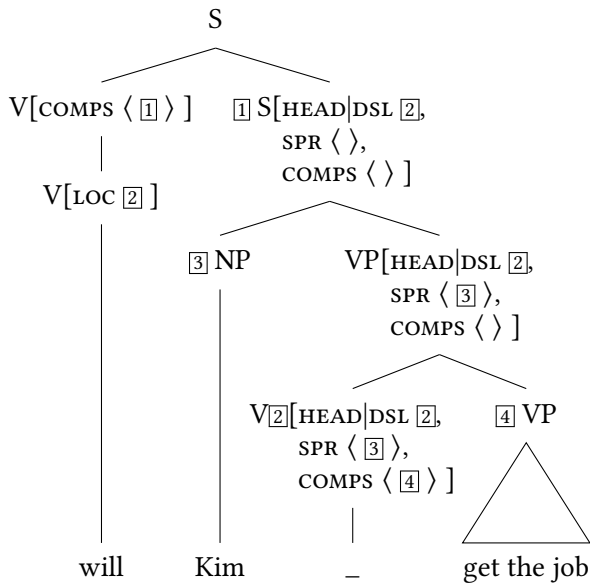 S
V[COMPS ⟨ 1 ⟩ ] 1 S[HEAD|DSL 2,
SPR ⟨ ⟩,
COMPS ⟨ ⟩ ]
V[LOC 2 ]
3 NP VP[HEAD|DSL 2,
SPR ⟨ 3 ⟩,
COMPS ⟨ ⟩ ]
V2[HEAD|DSL 2, 4 VP
SPR ⟨ 3 ⟩,
COMPS ⟨ 4 ⟩ ]
will Kim _ get the job